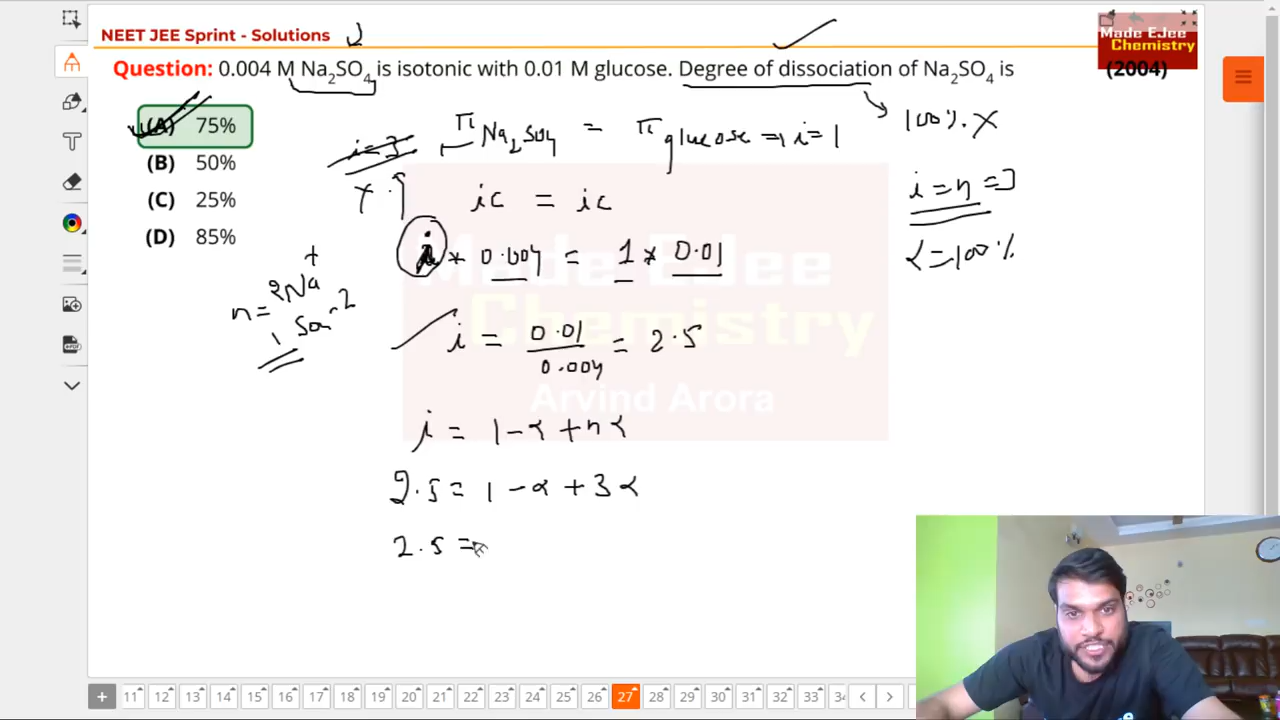 NEET JEE Sprint - Solutions
Made EJee
Chemistry
Question: 0.004 M Na2SO4 is isotonic with 0.01 M glucose. Degree of dissociation of Na2SO4 is (2004)
(A) 75%
(B) 50%
(C) 25%
(D) 85%
100% X
i = 3
π Na2SO4 = π glucose → i = 1
X
i = n = 3
ic = ic
α = 100%
i * 0.004 = 1 * 0.01
n = 2Na+
1 SO4-2
i = 0.01 / 0.004 = 2.5
Made EJee
Chemistry
Arvind Arora
i = 1 - α + nα
2.5 = 1 - α + 3α
2.5 =
11 12 13 14 15 16 17 18 19 20 21 22 23 24 25 26 27 28 29 30 31 32 33